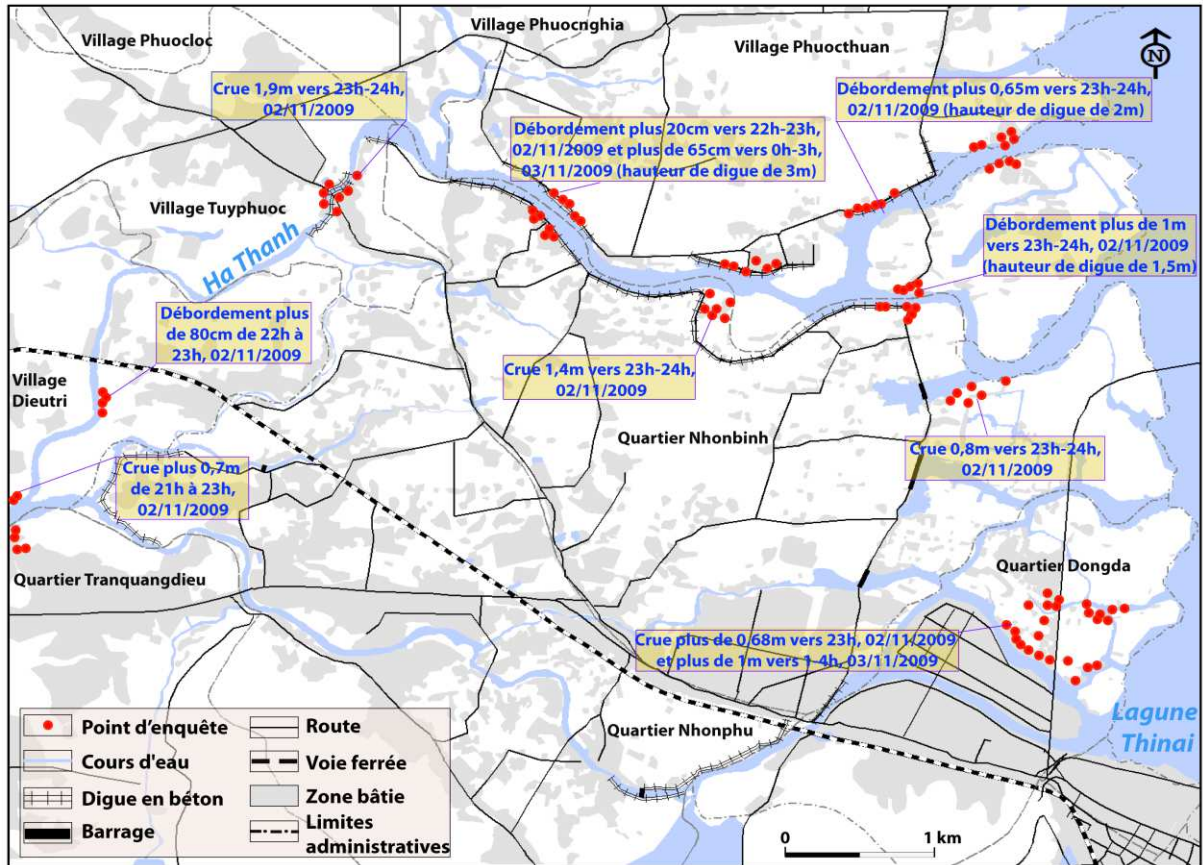 Village Phuocloc
Village Phuocnghia
Village Phuocthuan
N
Crue 1,9m vers 23h-24h,
02/11/2009
Débordement plus 20cm vers 22h-23h,
02/11/2009 et plus de 65cm vers 0h-3h,
03/11/2009 (hauteur de digue de 3m)
Débordement plus 0,65m vers 23h-24h,
02/11/2009 (hauteur de digue de 2m)
Village Tuyphuoc
Ha Thanh
Débordement plus de 1m
vers 23h-24h, 02/11/2009
(hauteur de digue de 1,5m)
Débordement plus
de 80cm de 22h à
23h, 02/11/2009
Crue 1,4m vers 23h-24h,
02/11/2009
Village
Dieutri
Quartier Nhonbinh
Crue 0,8m vers 23h-24h,
02/11/2009
Crue plus 0,7m
de 21h à 23h,
02/11/2009
Quartier Tranquangdieu
Quartier Dongda
Crue plus de 0,68m vers 23h, 02/11/2009
et plus de 1m vers 1-4h, 03/11/2009
Quartier Nhonphu
Lagune
Thinai
Point d'enquête
Cours d'eau
Digue en béton
Barrage
Route
Voie ferrée
Zone bâtie
Limites
administratives
0 1 km